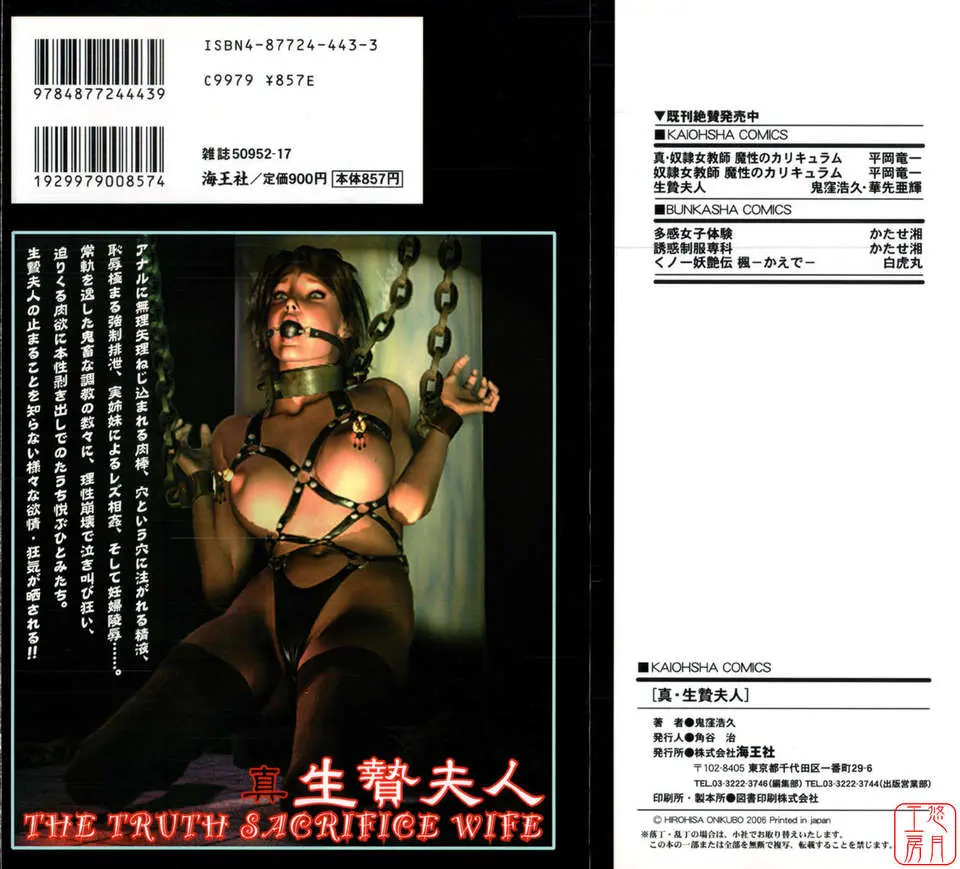 ISBN4-87724-443-3
C9979 ¥857E
9784877244439
雑誌50952-17
海王社／定価900円 本体857円
1929979008574
アナルに無理矢理ねじ込まれる肉棒、穴という穴に注がれる精液、
恥辱極まる強制排泄、実姉妹によるレズ相姦、そして妊婦陵辱……。
常軌を逸した鬼畜な調教の数々に、理性崩壊で泣き叫び狂い、
迫りくる肉欲に本性剥き出しでのたうち悦ぶひとみたち。
生贄夫人の止まることを知らない様々な欲情・狂気が晒される!!
真 生贄夫人
THE TRUTH SACRIFICE WIFE
▼既刊絶賛発売中
■KAIOHSHA COMICS
真・奴隷女教師 魔性のカリキュラム 平岡竜一
奴隷女教師 魔性のカリキュラム 平岡竜一
生贄夫人 鬼窪浩久・華先亜輝
■BUNKASHA COMICS
多感女子体験 かたせ湘
誘惑制服専科 かたせ湘
くノ一妖艶伝 楓−かえで− 白虎丸
■KAIOHSHA COMICS
［真・生贄夫人］
著　者●鬼窪浩久
発行人●角谷　治
発行所●株式会社海王社
〒102-8405 東京都千代田区一番町29-6
TEL.03-3222-3746(編集部) TEL.03-3222-3744(出版営業部)
印刷所・製本所●図書印刷株式会社
© HIROHISA ONIKUBO 2006 Printed in japan
※落丁・乱丁の場合は、小社でお取り替えいたします。
この本の一部または全部を無断で複写、転載することを禁じます。
悠月工房